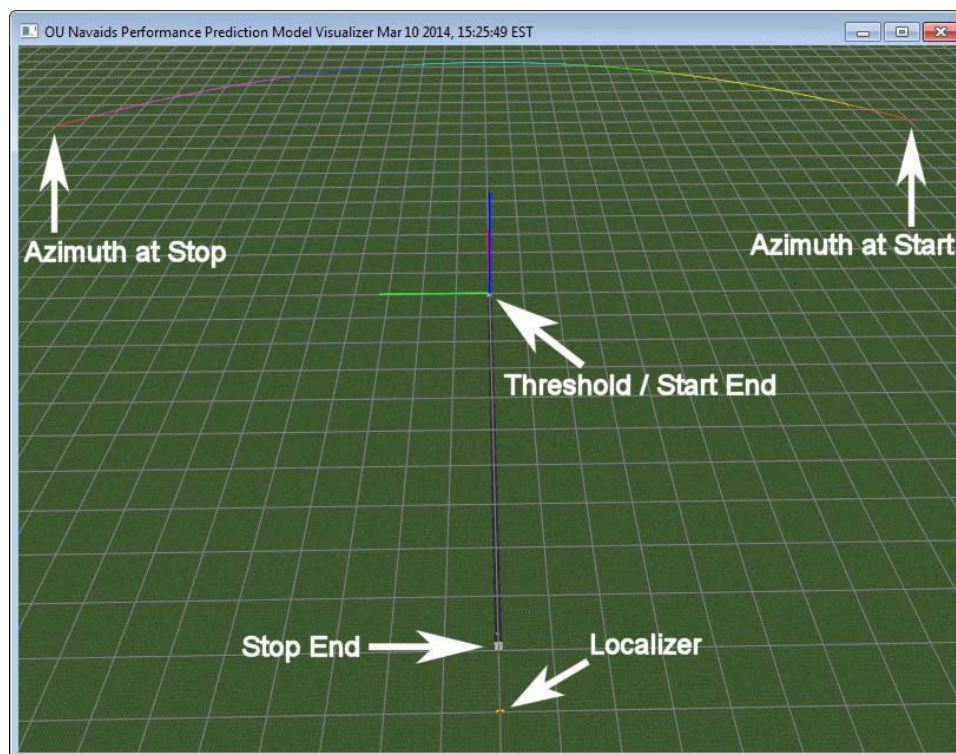 OU Navaids Performance Prediction Model Visualizer Mar 10 2014, 15:25:49 EST
Azimuth at Stop
Azimuth at Start
Threshold / Start End
Stop End
Localizer